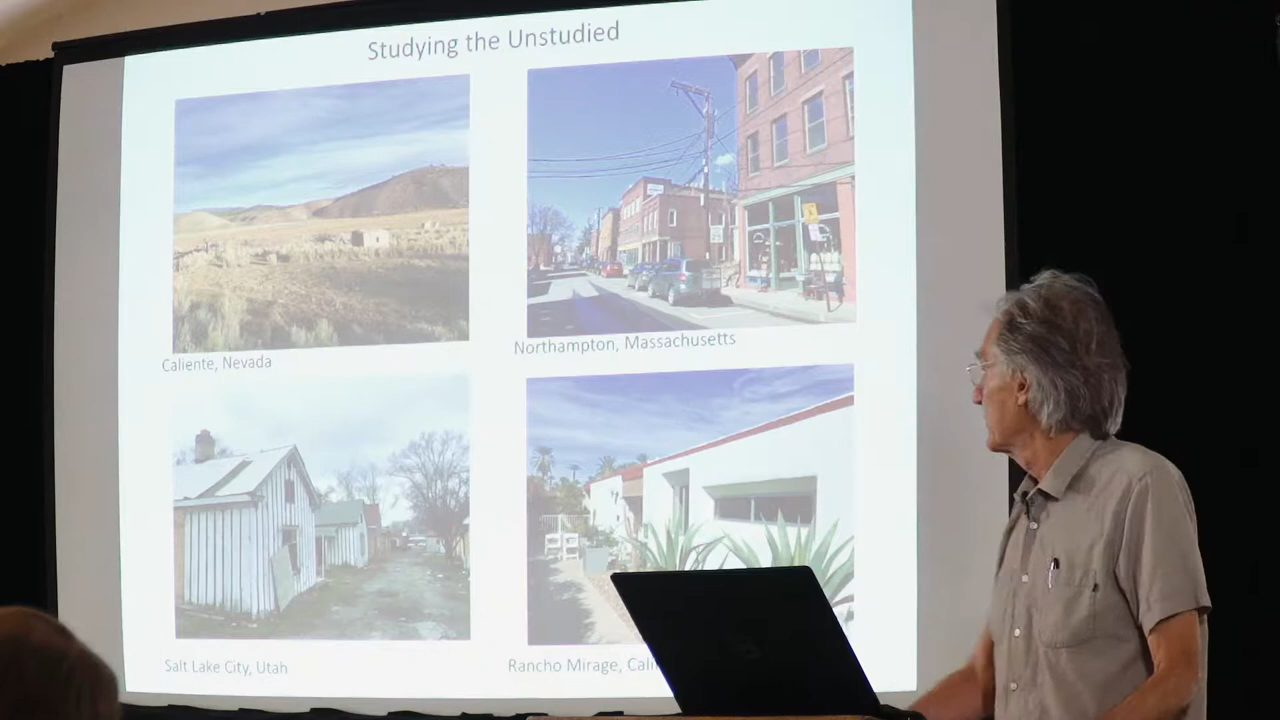 Studying the Unstudied
Caliente, Nevada
Northampton, Massachusetts
Salt Lake City, Utah
Rancho Mirage, Cali